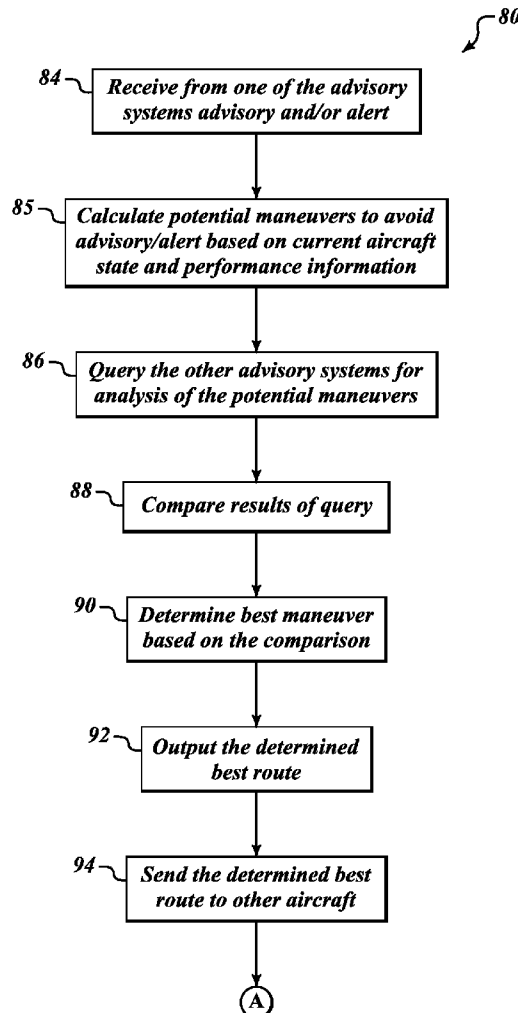 80
84
Receive from one of the advisory
systems advisory and/or alert
85
Calculate potential maneuvers to avoid
advisory/alert based on current aircraft
state and performance information
86
Query the other advisory systems for
analysis of the potential maneuvers
88
Compare results of query
90
Determine best maneuver
based on the comparison
92
Output the determined
best route
94
Send the determined best
route to other aircraft
A